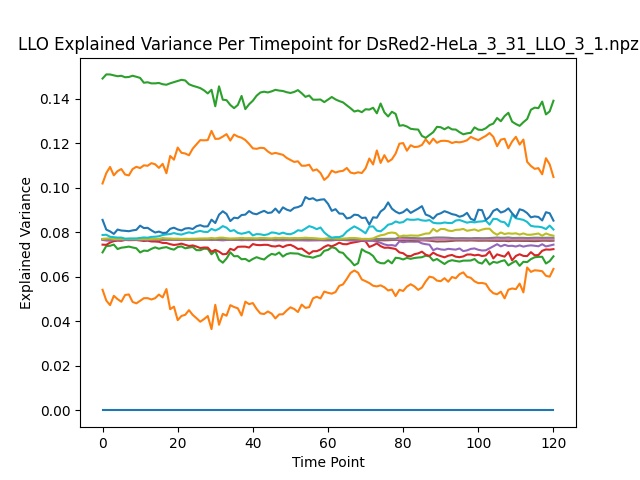 LLO Explained Variance Per Timepoint for DsRed2-HeLa_3_31_LLO_3_1.npz
0.14
0.12
0.10
0.08
0.06
0.04
0.02
0.00
Explained Variance
0 20 40 60 80 100 120
Time Point